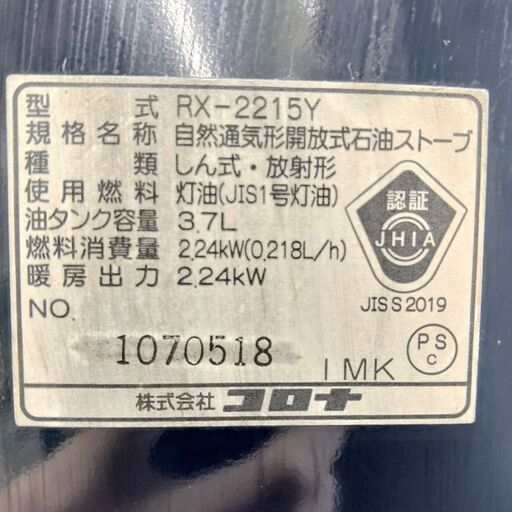 型 式 RX-2215Y
規格名称 自然通気形開放式石油ストーブ
種 類 しん式・放射形
使用燃料 灯油(JIS1号灯油)
油タンク容量 3.7L
燃料消費量 2.24kW(0.218L/h)
暖房出力 2.24kW
認証
JHIA
JIS S 2019
NO.
1070518
IMK
PS
C
株式会社 コロナ